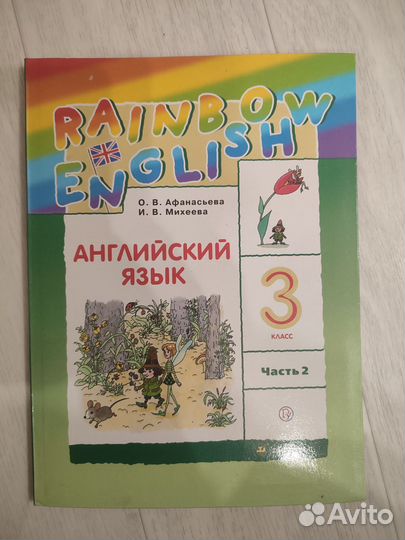 RAINBOW
ENGLISH
О. В. Афанасьева
И. В. Михеева
АНГЛИЙСКИЙ
ЯЗЫК
3
КЛАСС
Часть 2
Avito